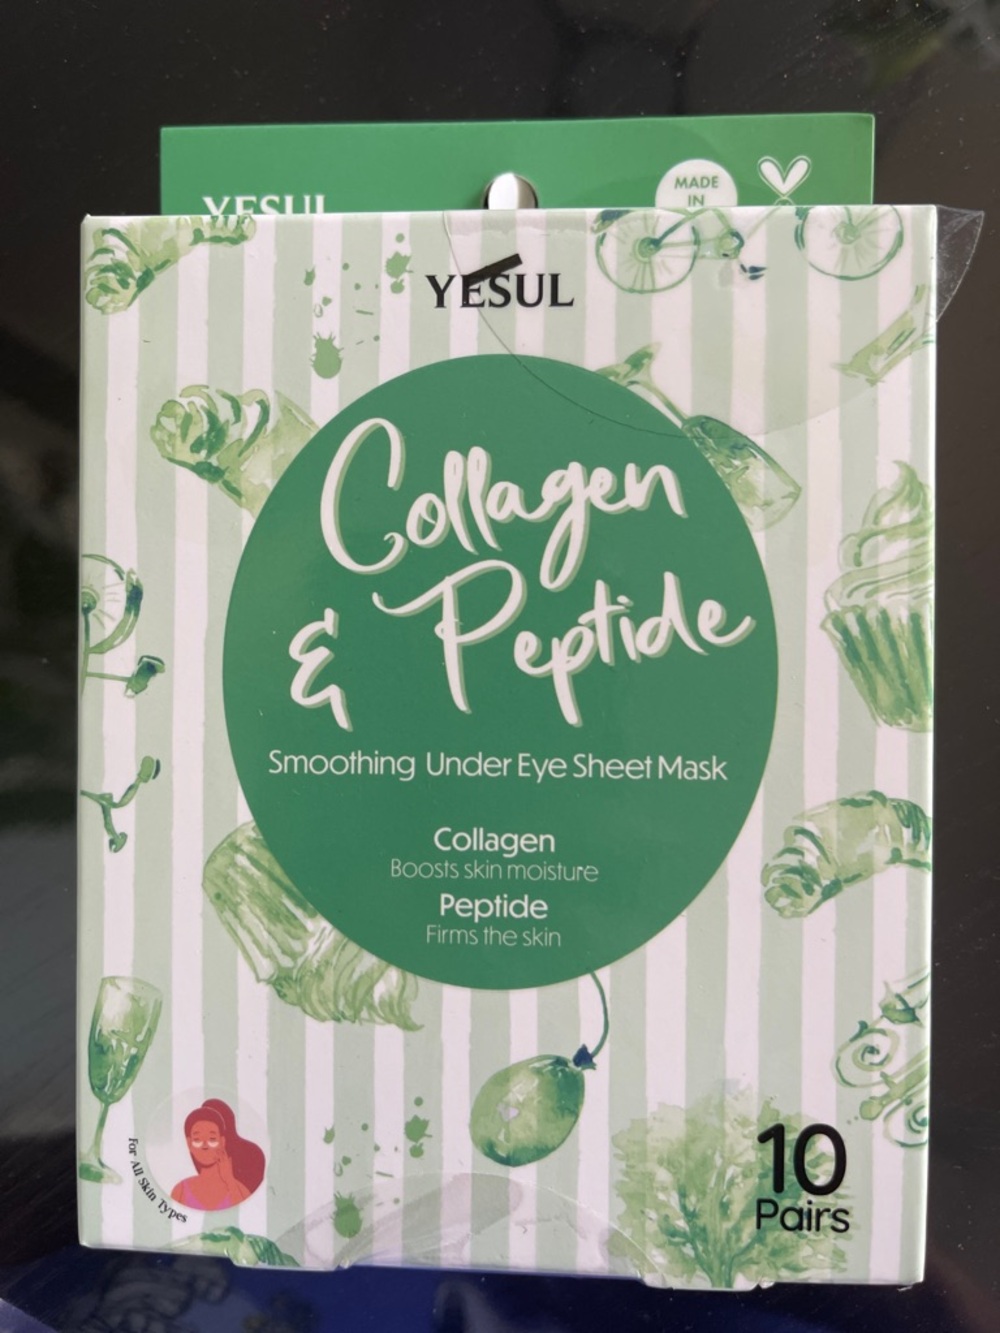 YESUL
MADE
IN
YESUL
Collagen
& Peptide
Smoothing Under Eye Sheet Mask
Collagen
Boosts skin moisture
Peptide
Firms the skin
For All Skin Types
10
Pairs